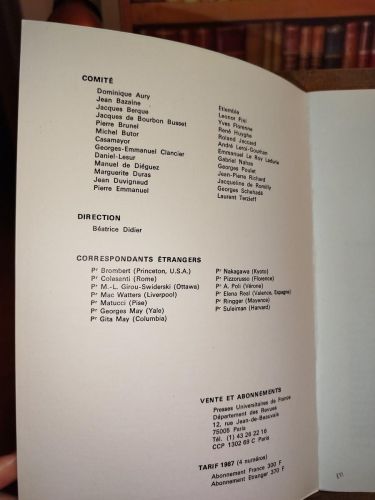 COMITÉ
Dominique Aury
Jean Bazaine
Jacques Berque
Jacques de Bourbon Busset
Pierre Brunel
Michel Butor
Casamayor
Georges-Emmanuel Clancier
Daniel-Lesur
Manuel de Diéguez
Marguerite Duras
Jean Duvignaud
Pierre Emmanuel
Etiemble
Leonor Fini
Yves Florenne
René Huyghe
Roland Jaccard
André Leroi-Gourhan
Emmanuel Le Roy Ladurie
Gabriel Nahas
Georges Poulet
Jean-Pierre Richard
Jacqueline de Romilly
Georges Schehadé
Laurent Terzieff
DIRECTION
Béatrice Didier
CORRESPONDANTS ÉTRANGERS
Pr Brombert (Princeton, U.S.A.)
Pr Colesanti (Rome)
Pr M.-L. Girou-Swiderski (Ottawa)
Pr Mac Watters (Liverpool)
Pr Matucci (Pise)
Pr Georges May (Yale)
Pr Gita May (Columbia)
Pr Nakagawa (Kyoto)
Pr Pizzorusso (Florence)
Pr A. Poli (Vérone)
Pr Elena Real (Valence, Espagne)
Pr Ringger (Mayence)
Pr Suleiman (Harvard)
VENTE ET ABONNEMENTS
Presses Universitaires de France
Département des Revues
12, rue Jean-de-Beauvais
75005 Paris
Tél. (1) 43 26 22 16
CCP 1302 69 C Paris
TARIF 1987 (4 numéros)
Abonnement France 300 F
Abonnement Etranger 370 F